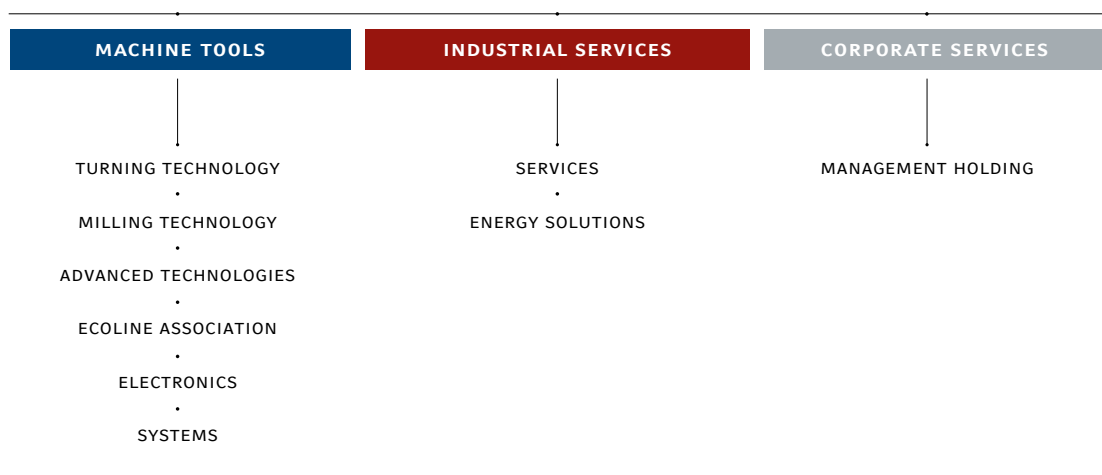 MACHINE TOOLS
INDUSTRIAL SERVICES
CORPORATE SERVICES
TURNING TECHNOLOGY
MILLING TECHNOLOGY
ADVANCED TECHNOLOGIES
ECOLINE ASSOCIATION
ELECTRONICS
SYSTEMS
SERVICES
ENERGY SOLUTIONS
MANAGEMENT HOLDING